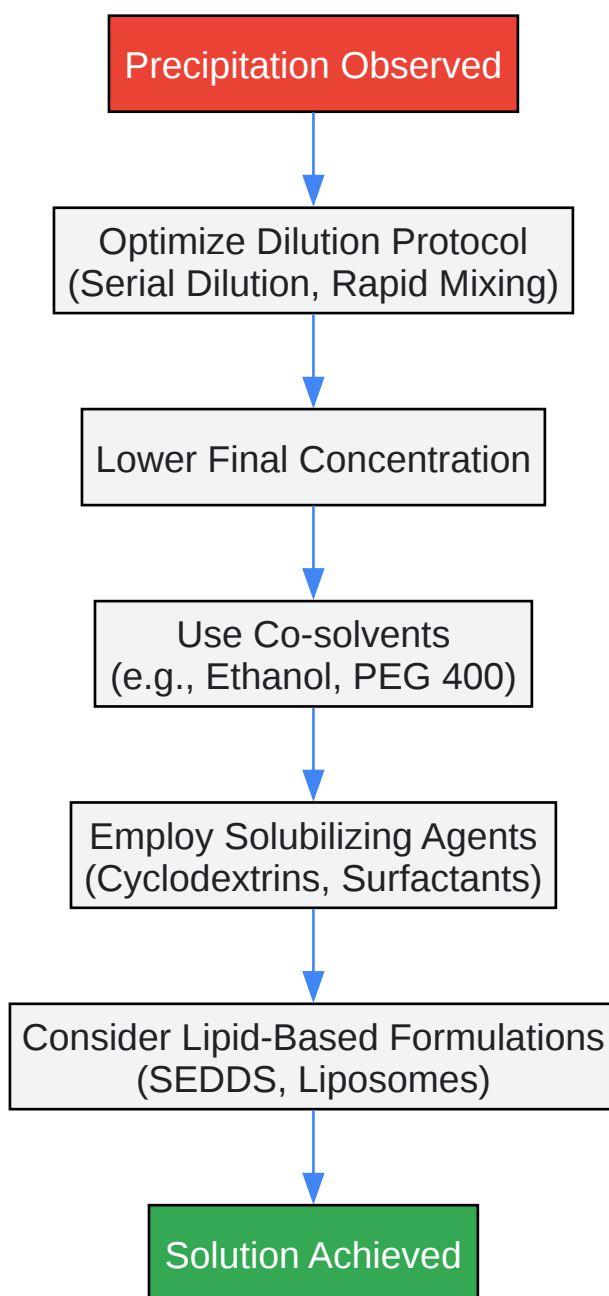 Precipitation Observed
Optimize Dilution Protocol
(Serial Dilution, Rapid Mixing)
Lower Final Concentration
Use Co-solvents
(e.g., Ethanol, PEG 400)
Employ Solubilizing Agents
(Cyclodextrins, Surfactants)
Consider Lipid-Based Formulations
(SEDDS, Liposomes)
Solution Achieved